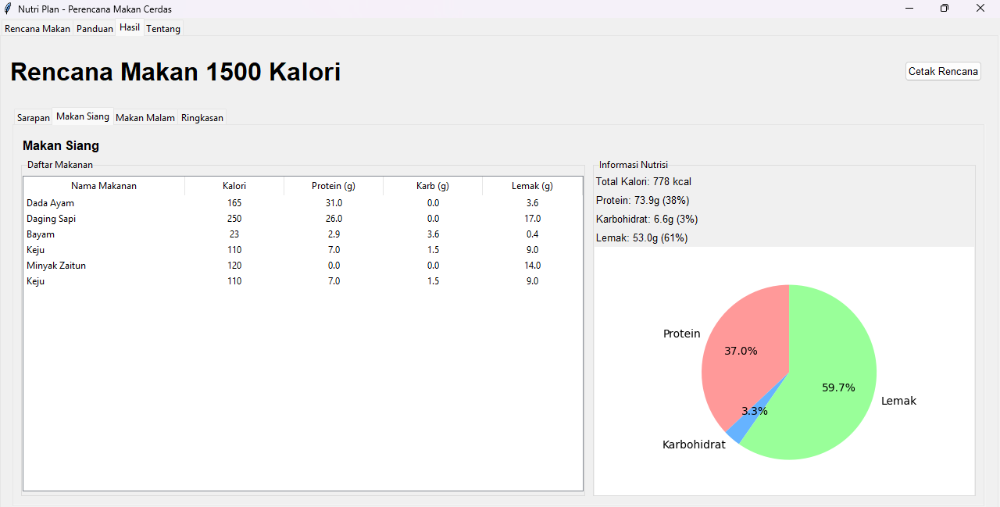 Nutri Plan - Perencana Makan Cerdas
Rencana Makan Panduan Hasil Tentang
Rencana Makan 1500 Kalori
Cetak Rencana
Sarapan Makan Siang Makan Malam Ringkasan
Makan Siang
Daftar Makanan
Nama Makanan Kalori Protein (g) Karb (g) Lemak (g)
Dada Ayam 165 31.0 0.0 3.6
Daging Sapi 250 26.0 0.0 17.0
Bayam 23 2.9 3.6 0.4
Keju 110 7.0 1.5 9.0
Minyak Zaitun 120 0.0 0.0 14.0
Keju 110 7.0 1.5 9.0
Informasi Nutrisi
Total Kalori: 778 kcal
Protein: 73.9g (38%)
Karbohidrat: 6.6g (3%)
Lemak: 53.0g (61%)
Protein
37.0%
59.7%
Lemak
3.3%
Karbohidrat